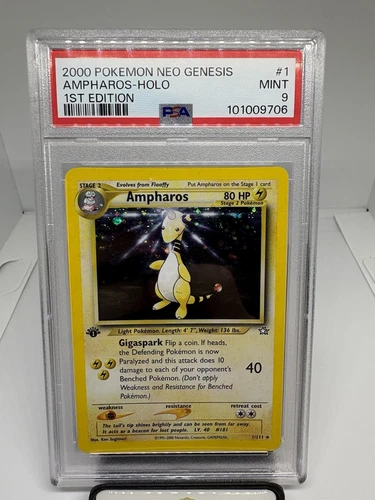 2000 POKEMON NEO GENESIS #1
AMPHAROS-HOLO MINT
1ST EDITION 9
PSA 101009706
STAGE 2 Evolves from Flaaffy Put Ampharos on the Stage 1 card
Ampharos 80 HP
Stage 2 Pokémon
Light Pokémon. Length: 4' 7", Weight: 136 lbs.
Gigaspark Flip a coin. If heads,
the Defending Pokémon is now
Paralyzed and this attack does 10
damage to each of your opponent's
Benched Pokémon. (Don't apply
Weakness and Resistance for Benched
Pokémon.)
40
weakness resistance retreat cost
The tail's tip shines brightly and can be seen from far away.
It acts as a beacon for lost people. LV. 40 #181
Illus. Ken Sugimori ©1995-2000 Nintendo, Creatures, GAMEFREAK. 1/111